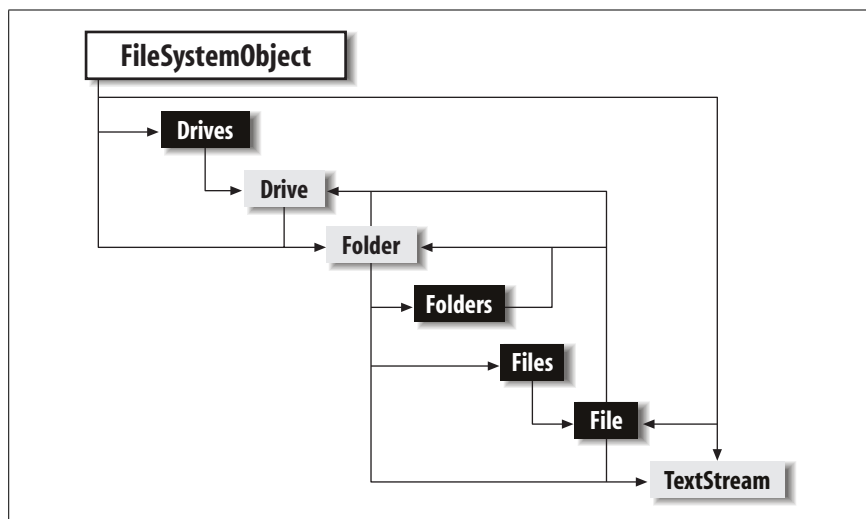 FileSystemObject
Drives
Drive
Folder
Folders
Files
File
TextStream